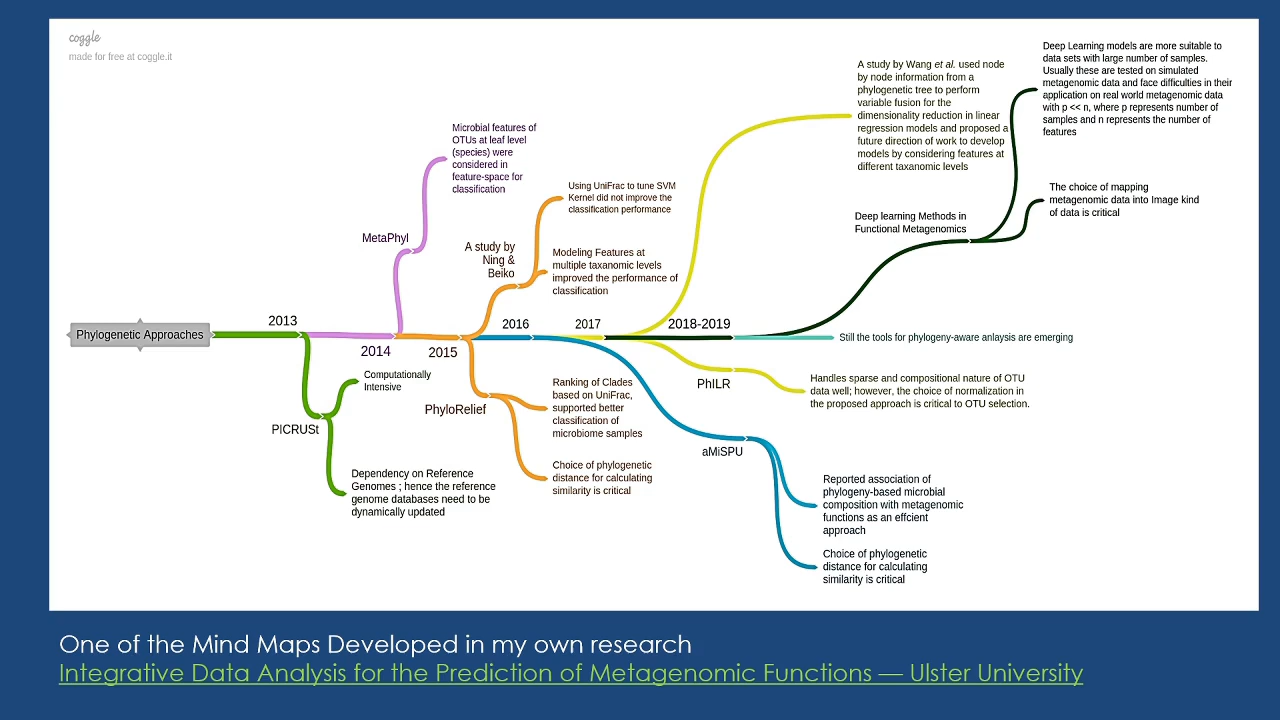 coggle
made for free at coggle.it
Phylogenetic Approaches
2013
PICRUSt
Computationally
Intensive
Dependency on Reference
Genomes ; hence the reference
genome databases need to be
dynamically updated
2014
MetaPhyl
Microbial features of
OTUs at leaf level
(species) were
considered in
feature-space for
classification
2015
A study by
Ning &
Beiko
Using UniFrac to tune SVM
Kernel did not improve the
classification performance
Modeling Features at
multiple taxanomic levels
improved the performance of
classification
PhyloRelief
Ranking of Clades
based on UniFrac,
supported better
classification of
microbiome samples
Choice of phylogenetic
distance for calculating
similarity is critical
2016
aMiSPU
Reported association of
phylogeny-based microbial
composition with metagenomic
functions as an effcient
approach
Choice of phylogenetic
distance for calculating
similarity is critical
2017
A study by Wang et al. used node
by node information from a
phylogenetic tree to perform
variable fusion for the
dimensionality reduction in linear
regression models and proposed a
future direction of work to develop
models by considering features at
different taxanomic levels
PhILR
Handles sparse and compositional nature of OTU
data well; however, the choice of normalization in
the proposed approach is critical to OTU selection.
2018-2019
Deep learning Methods in
Functional Metagenomics
Deep Learning models are more suitable to
data sets with large number of samples.
Usually these are tested on simulated
metagenomic data and face difficulties in their
application on real world metagenomic data
with p << n, where p represents number of
samples and n represents the number of
features
The choice of mapping
metagenomic data into Image kind
of data is critical
Still the tools for phylogeny-aware anlaysis are emerging
One of the Mind Maps Developed in my own research
Integrative Data Analysis for the Prediction of Metagenomic Functions — Ulster University